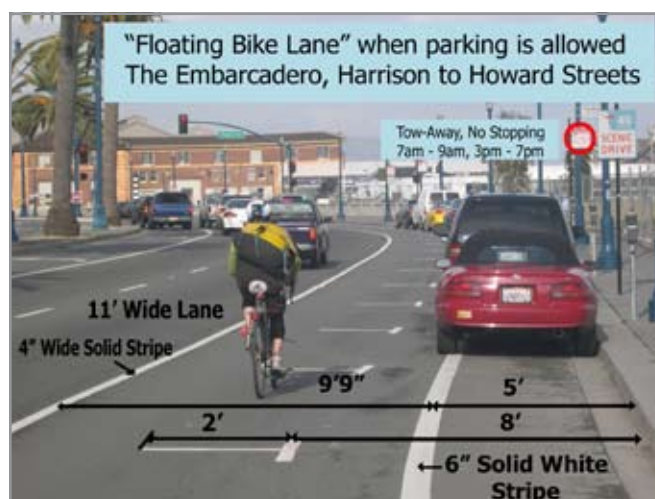 “Floating Bike Lane” when parking is allowed
The Embarcadero, Harrison to Howard Streets
Tow-Away, No Stopping
7am - 9am, 3pm - 7pm
SCENIC
DRIVE
11’ Wide Lane
4” Wide Solid Stripe
9’9”
5’
2’
8’
6” Solid White
Stripe